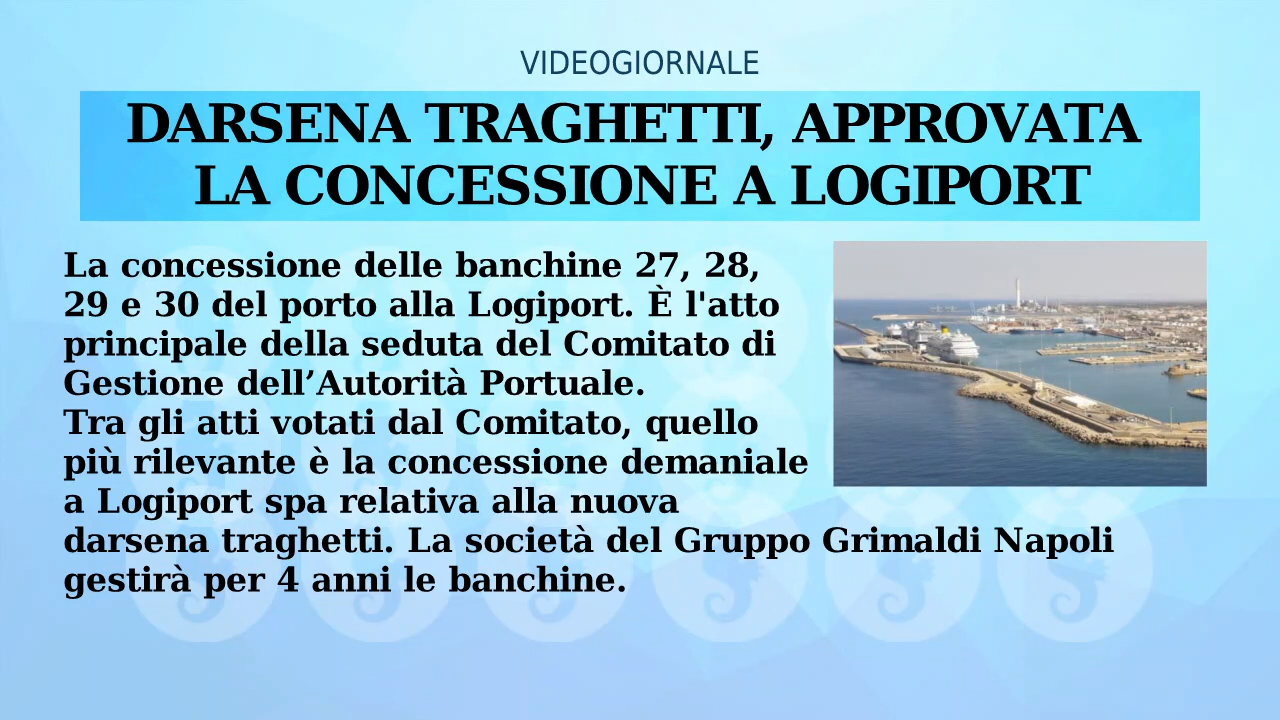 VIDEOGIORNALE
DARSENA TRAGHETTI, APPROVATA
LA CONCESSIONE A LOGIPORT
La concessione delle banchine 27, 28,
29 e 30 del porto alla Logiport. È l'atto
principale della seduta del Comitato di
Gestione dell’Autorità Portuale.
Tra gli atti votati dal Comitato, quello
più rilevante è la concessione demaniale
a Logiport spa relativa alla nuova
darsena traghetti. La società del Gruppo Grimaldi Napoli
gestirà per 4 anni le banchine.